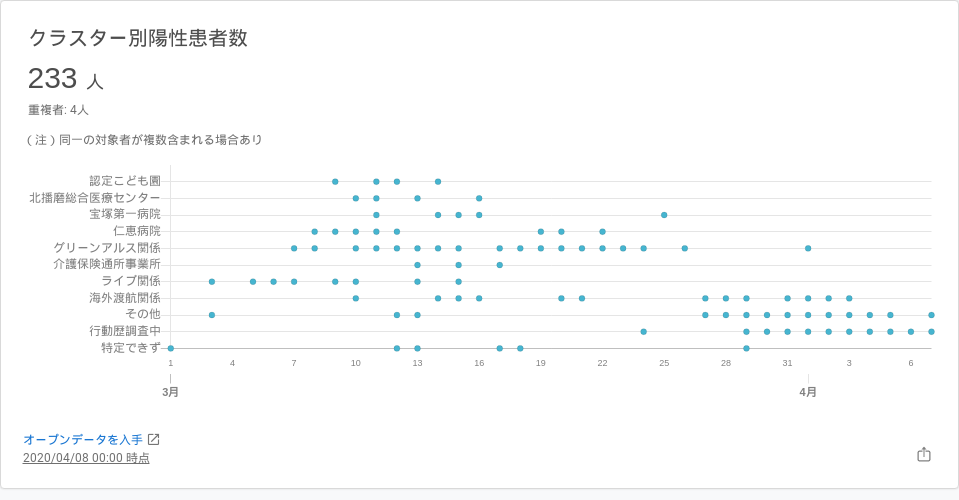 クラスター別陽性患者数
233 人
重複者: 4人
（注）同一の対象者が複数含まれる場合あり
認定こども園
北播磨総合医療センター
宝塚第一病院
仁恵病院
グリーンアルス関係
介護保険通所事業所
ライブ関係
海外渡航関係
その他
行動歴調査中
特定できず
1 4 7 10 13 16 19 22 25 28 31 3 6
3月 4月
オープンデータを入手
2020/04/08 00:00 時点